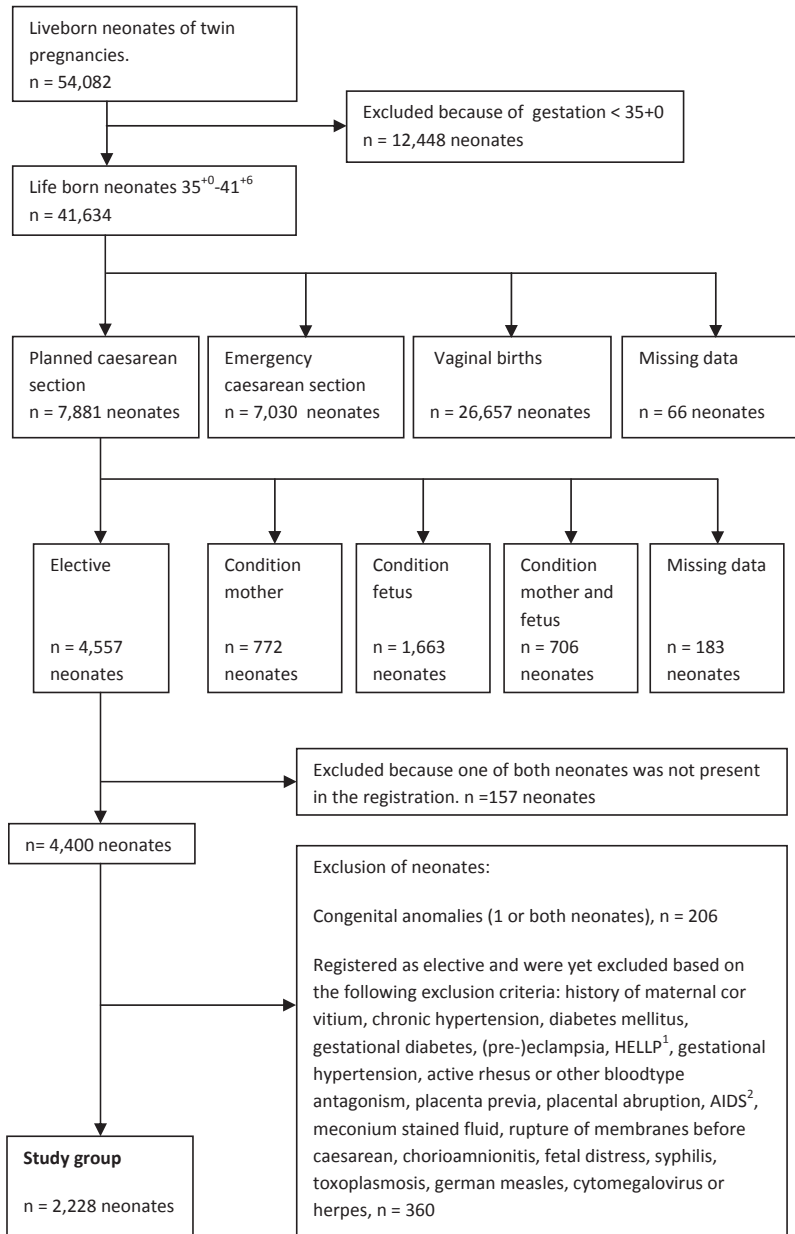 Liveborn neonates of twin
pregnancies.
n = 54,082
Excluded because of gestation < 35+0
n = 12,448 neonates
Life born neonates 35⁺⁰-41⁺⁶
n = 41,634
Planned caesarean
section
n = 7,881 neonates
Emergency
caesarean section
n = 7,030 neonates
Vaginal births
n = 26,657 neonates
Missing data
n = 66 neonates
Elective
n = 4,557
neonates
Condition
mother
n = 772
neonates
Condition
fetus
n = 1,663
neonates
Condition
mother and
fetus
n = 706
neonates
Missing data
n = 183
neonates
Excluded because one of both neonates was not present
in the registration. n =157 neonates
n= 4,400 neonates
Exclusion of neonates:
Congenital anomalies (1 or both neonates), n = 206
Registered as elective and were yet excluded based on
the following exclusion criteria: history of maternal cor
vitium, chronic hypertension, diabetes mellitus,
gestational diabetes, (pre-)eclampsia, HELLP¹, gestational
hypertension, active rhesus or other bloodtype
antagonism, placenta previa, placental abruption, AIDS²,
meconium stained fluid, rupture of membranes before
caesarean, chorioamnionitis, fetal distress, syphilis,
toxoplasmosis, german measles, cytomegalovirus or
herpes, n = 360
Study group
n = 2,228 neonates